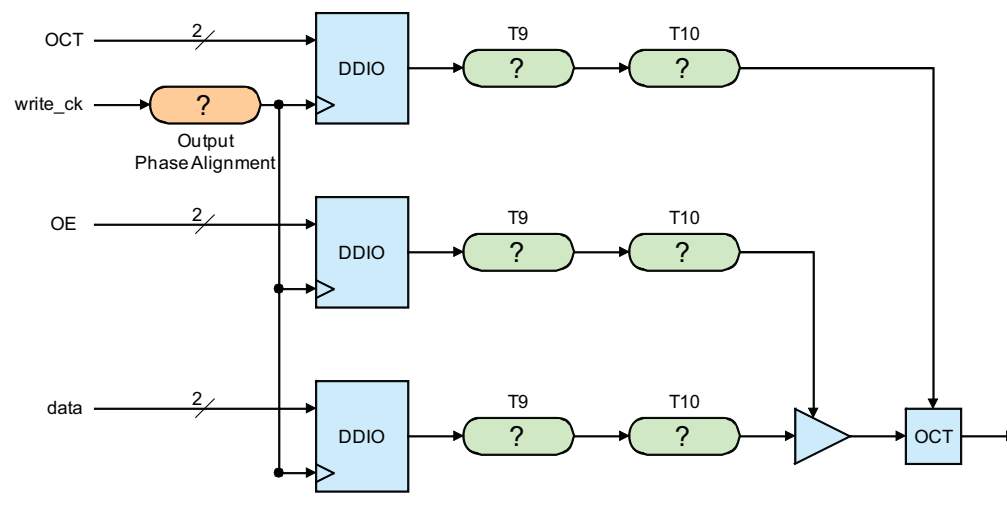 T9
T10
OCT
2
DDIO
?
?
write_ck
?
Output
Phase Alignment
T9
T10
OE
2
DDIO
?
?
T9
T10
data
2
DDIO
?
?
OCT